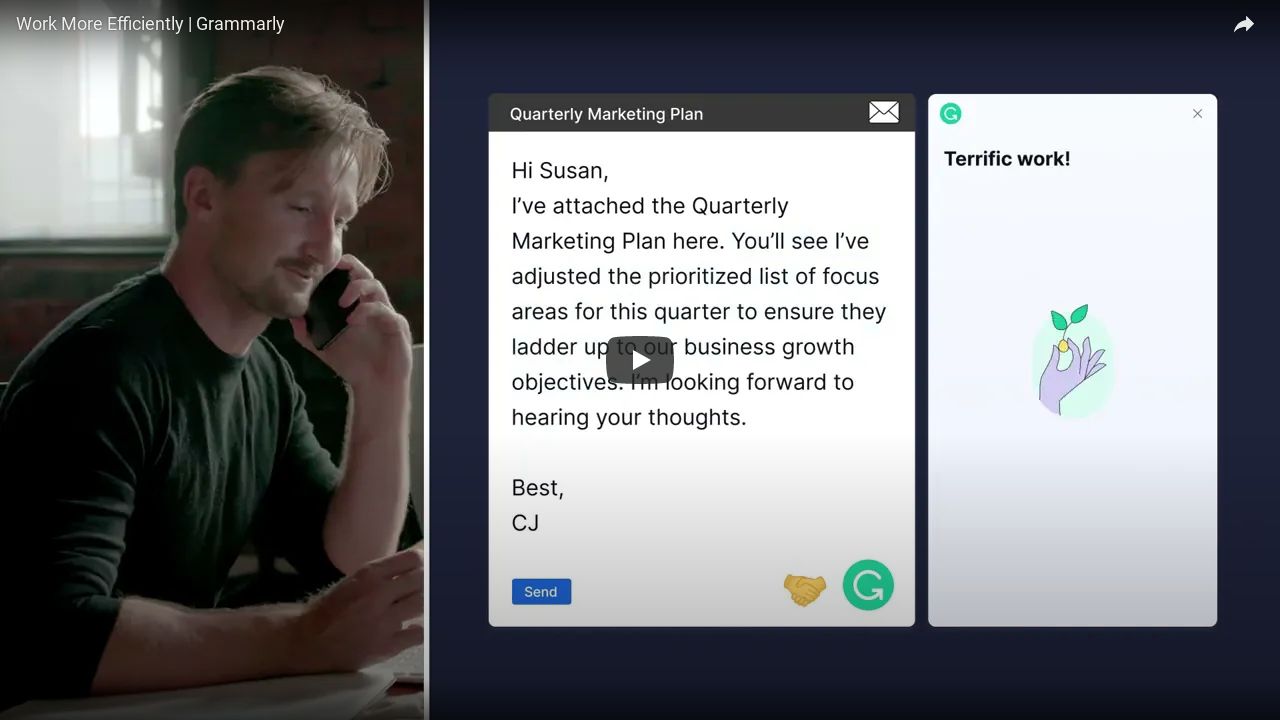 Work More Efficiently | Grammarly
Quarterly Marketing Plan
Hi Susan,
I’ve attached the Quarterly
Marketing Plan here. You’ll see I’ve
adjusted the prioritized list of focus
areas for this quarter to ensure they
ladder up to our business growth
objectives. I’m looking forward to
hearing your thoughts.
Best,
CJ
Send
Terrific work!